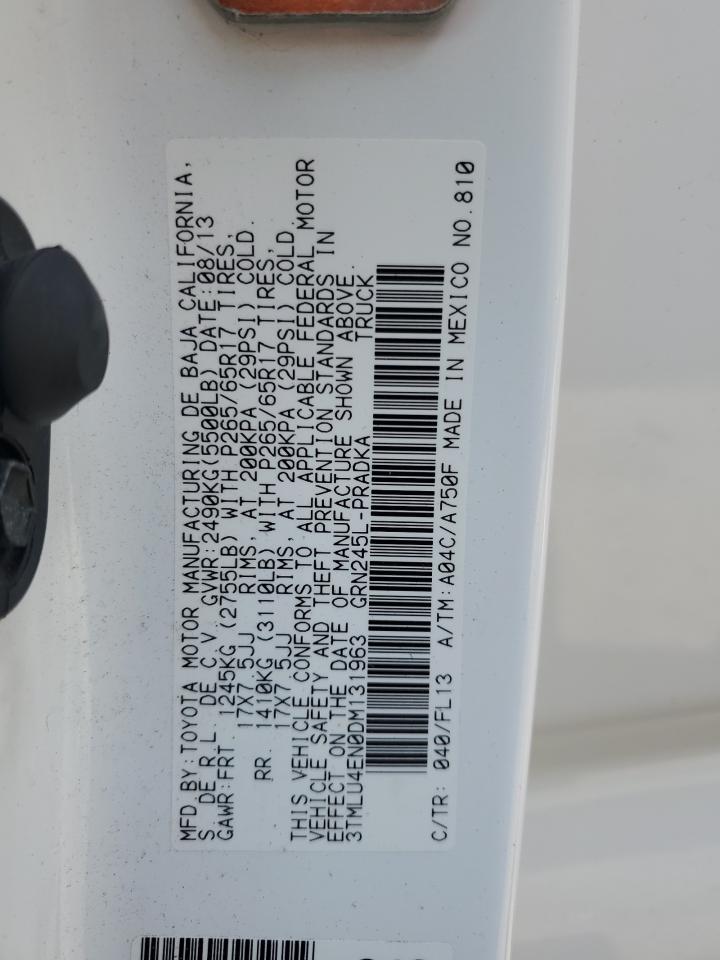 MFD.BY:TOYOTA MOTOR MANUFACTURING DE BAJA CALIFORNIA,
S. DE R.L. DE C.V. GVWR:2490KG(5500LB) DATE:08/13
GAWR:FRT. 1245KG (2755LB) WITH P265/65R17 TIRES,
17X7.5JJ RIMS, AT 200KPA (29PSI) COLD.
RR. 1410KG (3110LB) WITH P265/65R17 TIRES,
17X7.5JJ RIMS, AT 200KPA (29PSI) COLD.
THIS VEHICLE CONFORMS TO ALL APPLICABLE FEDERAL MOTOR
VEHICLE SAFETY AND THEFT PREVENTION STANDARDS IN
EFFECT ON THE DATE OF MANUFACTURE SHOWN ABOVE.
3TMLU4EN0DM131963 GRN245L-PRADKA TRUCK
C/TR: 040/FL13 A/TM:A04C/A750F MADE IN MEXICO NO.810